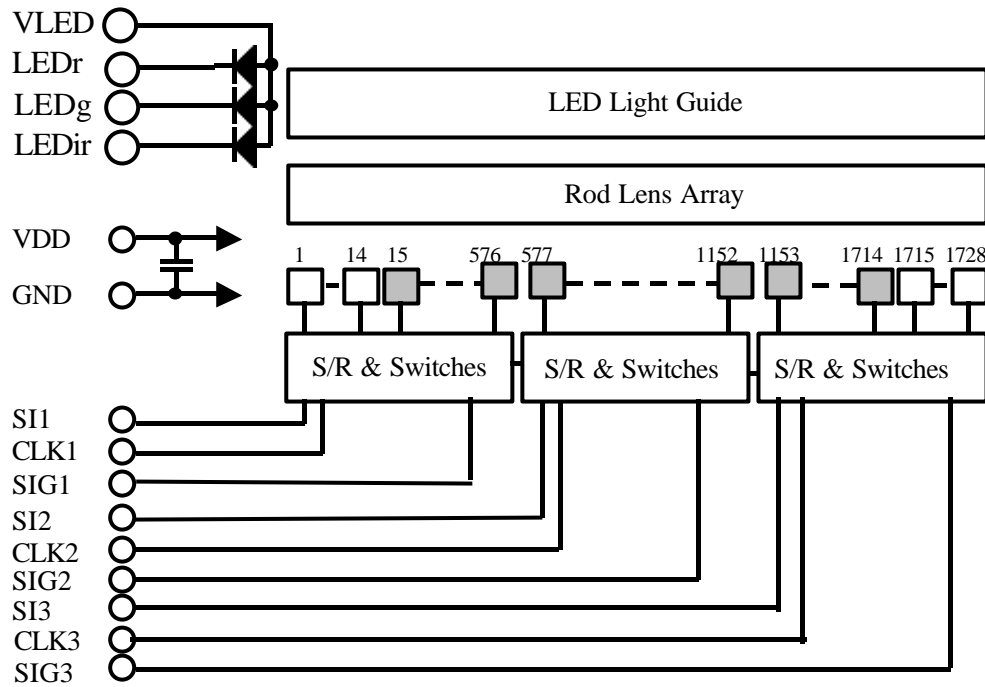 VLED
LEDr
LEDg
LEDir
LED Light Guide
Rod Lens Array
VDD
GND
1 14 15 576 577 1152 1153 1714 1715 1728
S/R & Switches S/R & Switches S/R & Switches
SI1
CLK1
SIG1
SI2
CLK2
SIG2
SI3
CLK3
SIG3